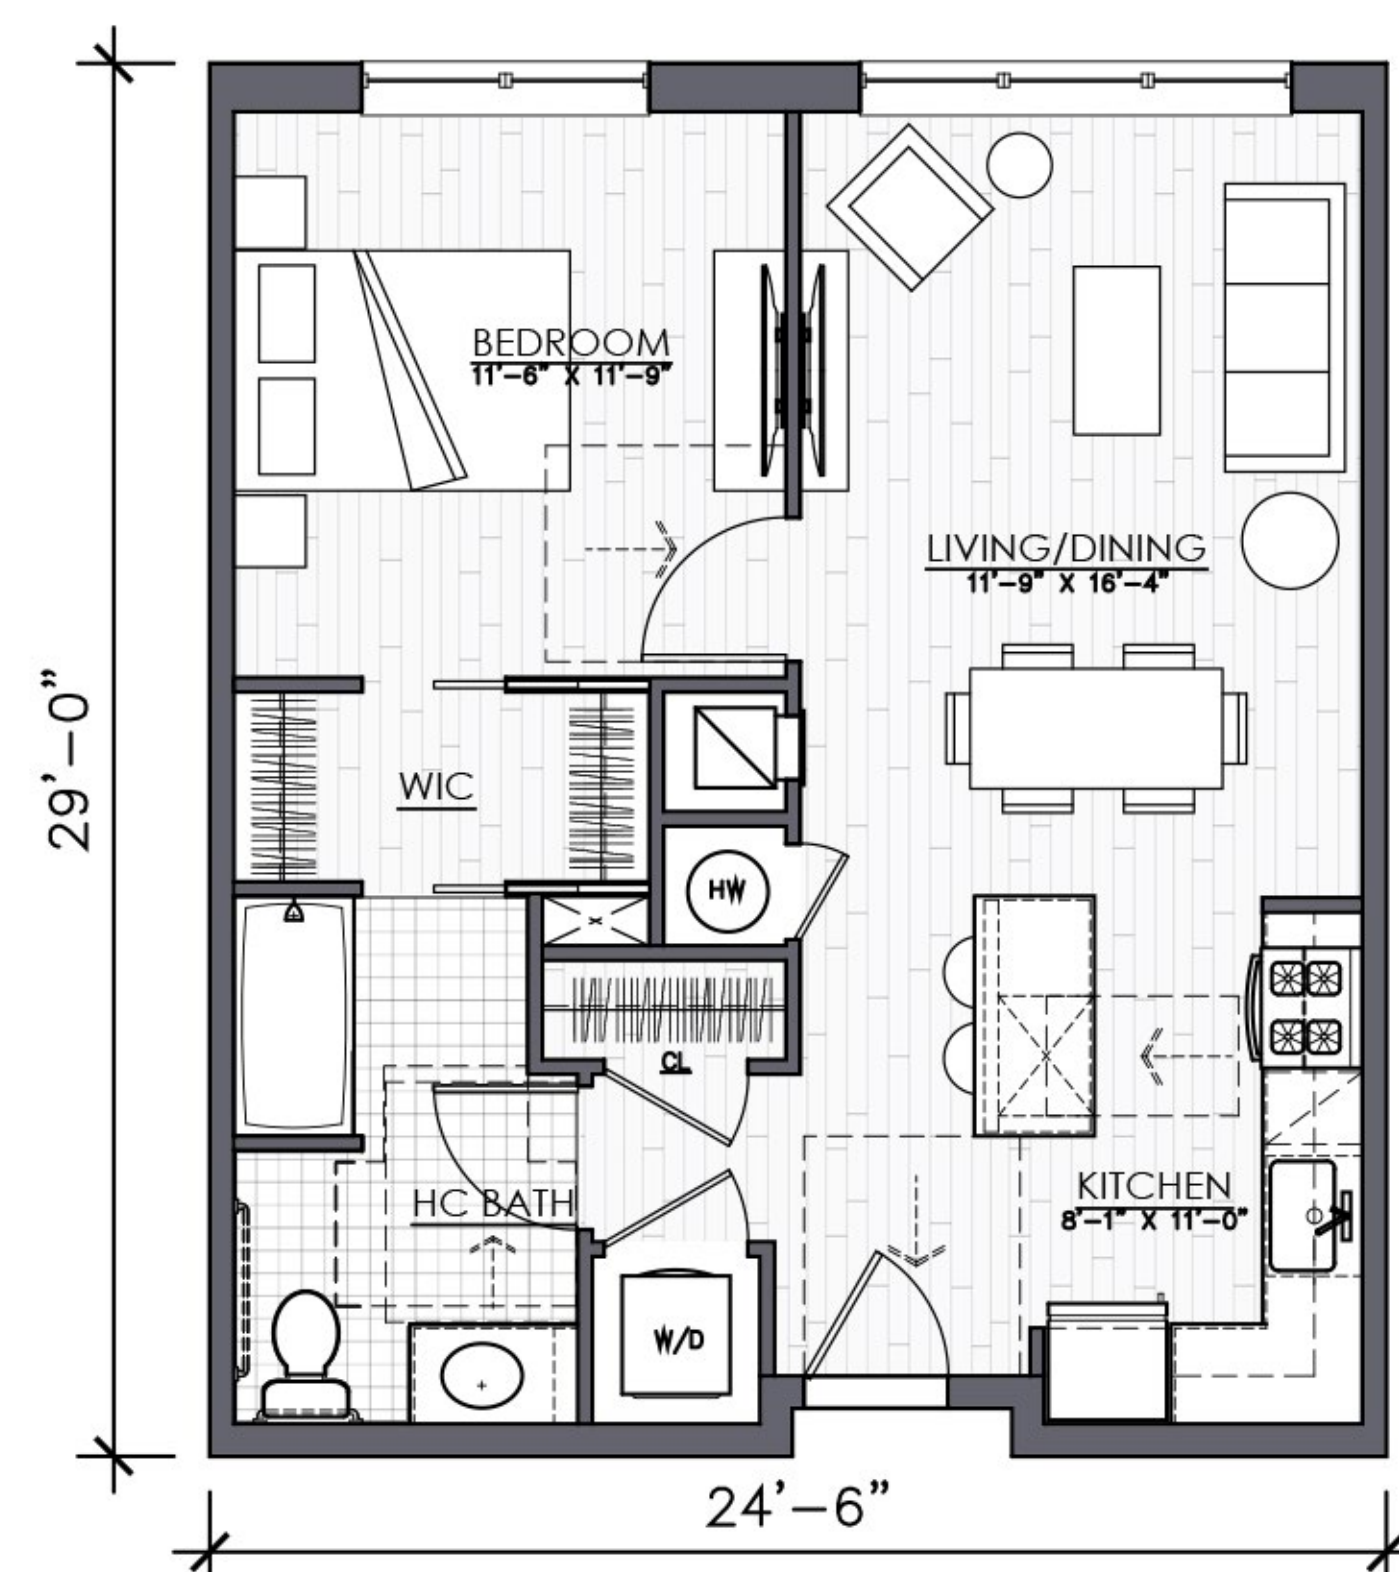 BEDROOM
11'-6" X 11'-9"
LIVING/DINING
11'-9" X 16'-4"
29'-0"
WIC
HW
CL
HC BATH
KITCHEN
8'-1" X 11'-0"
W/D
24'-6"